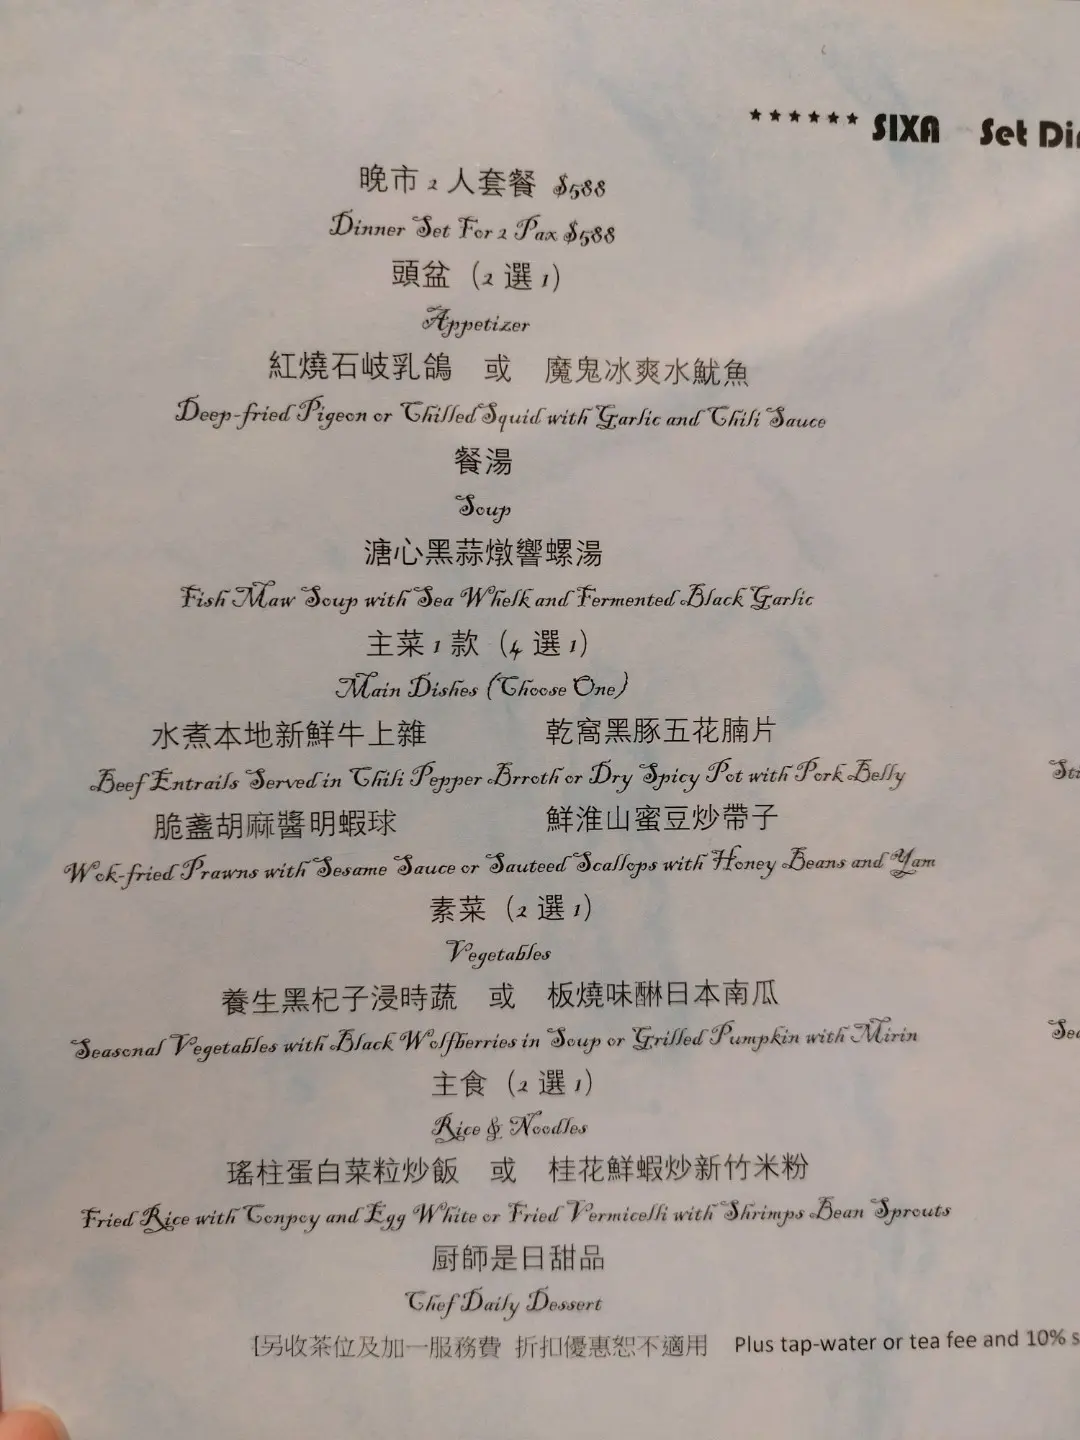 ****** SIXA Set
晚市 2 人套餐 $588
Dinner Set For 2 Pax $588
頭盆 (2 選 1)
Appetizer
紅燒石岐乳鴿 或 魔鬼冰爽水魷魚
Deep-fried Pigeon or Chilled Squid with Garlic and Chili Sauce
餐湯
Soup
溏心黑蒜燉響螺湯
Fish Maw Soup with Sea Whelk and Fermented Black Garlic
主菜 1 款 (4 選 1)
Main Dishes (Choose One)
水煮本地新鮮牛上雜 乾窩黑豚五花腩片
Beef Entrails Served in Chili Pepper Brroth or Dry Spicy Pot with Pork Belly
脆盞胡麻醬明蝦球 鮮淮山蜜豆炒帶子
Wok-fried Prawns with Sesame Sauce or Sauteed Scallops with Honey Beans and Yam
素菜 (2 選 1)
Vegetables
養生黑杞子浸時蔬 或 板燒味醂日本南瓜
Seasonal Vegetables with Black Wolfberries in Soup or Grilled Pumpkin with Mirin
主食 (2 選 1)
Rice & Noodles
瑤柱蛋白菜粒炒飯 或 桂花鮮蝦炒新竹米粉
Fried Rice with Conpoy and Egg White or Fried Vermicelli with Shrimps Bean Sprouts
厨師是日甜品
Chef Daily Dessert
[另收茶位及加一服務費 折扣優惠恕不適用 Plus tap-water or tea fee and 10%